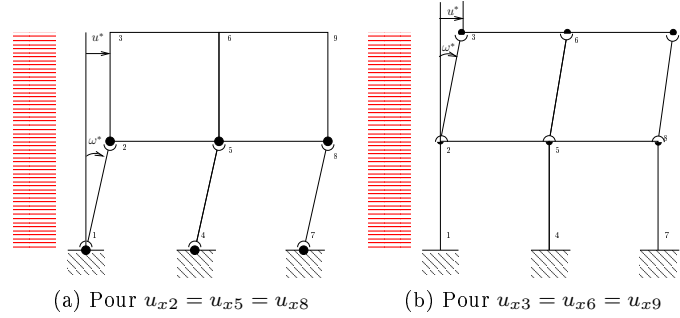 u*
3
6
9
ω*
2
5
8
1
4
7
(a) Pour u_{x2} = u_{x5} = u_{x8}
u*
3
6
ω*
2
5
8
1
4
7
(b) Pour u_{x3} = u_{x6} = u_{x9}